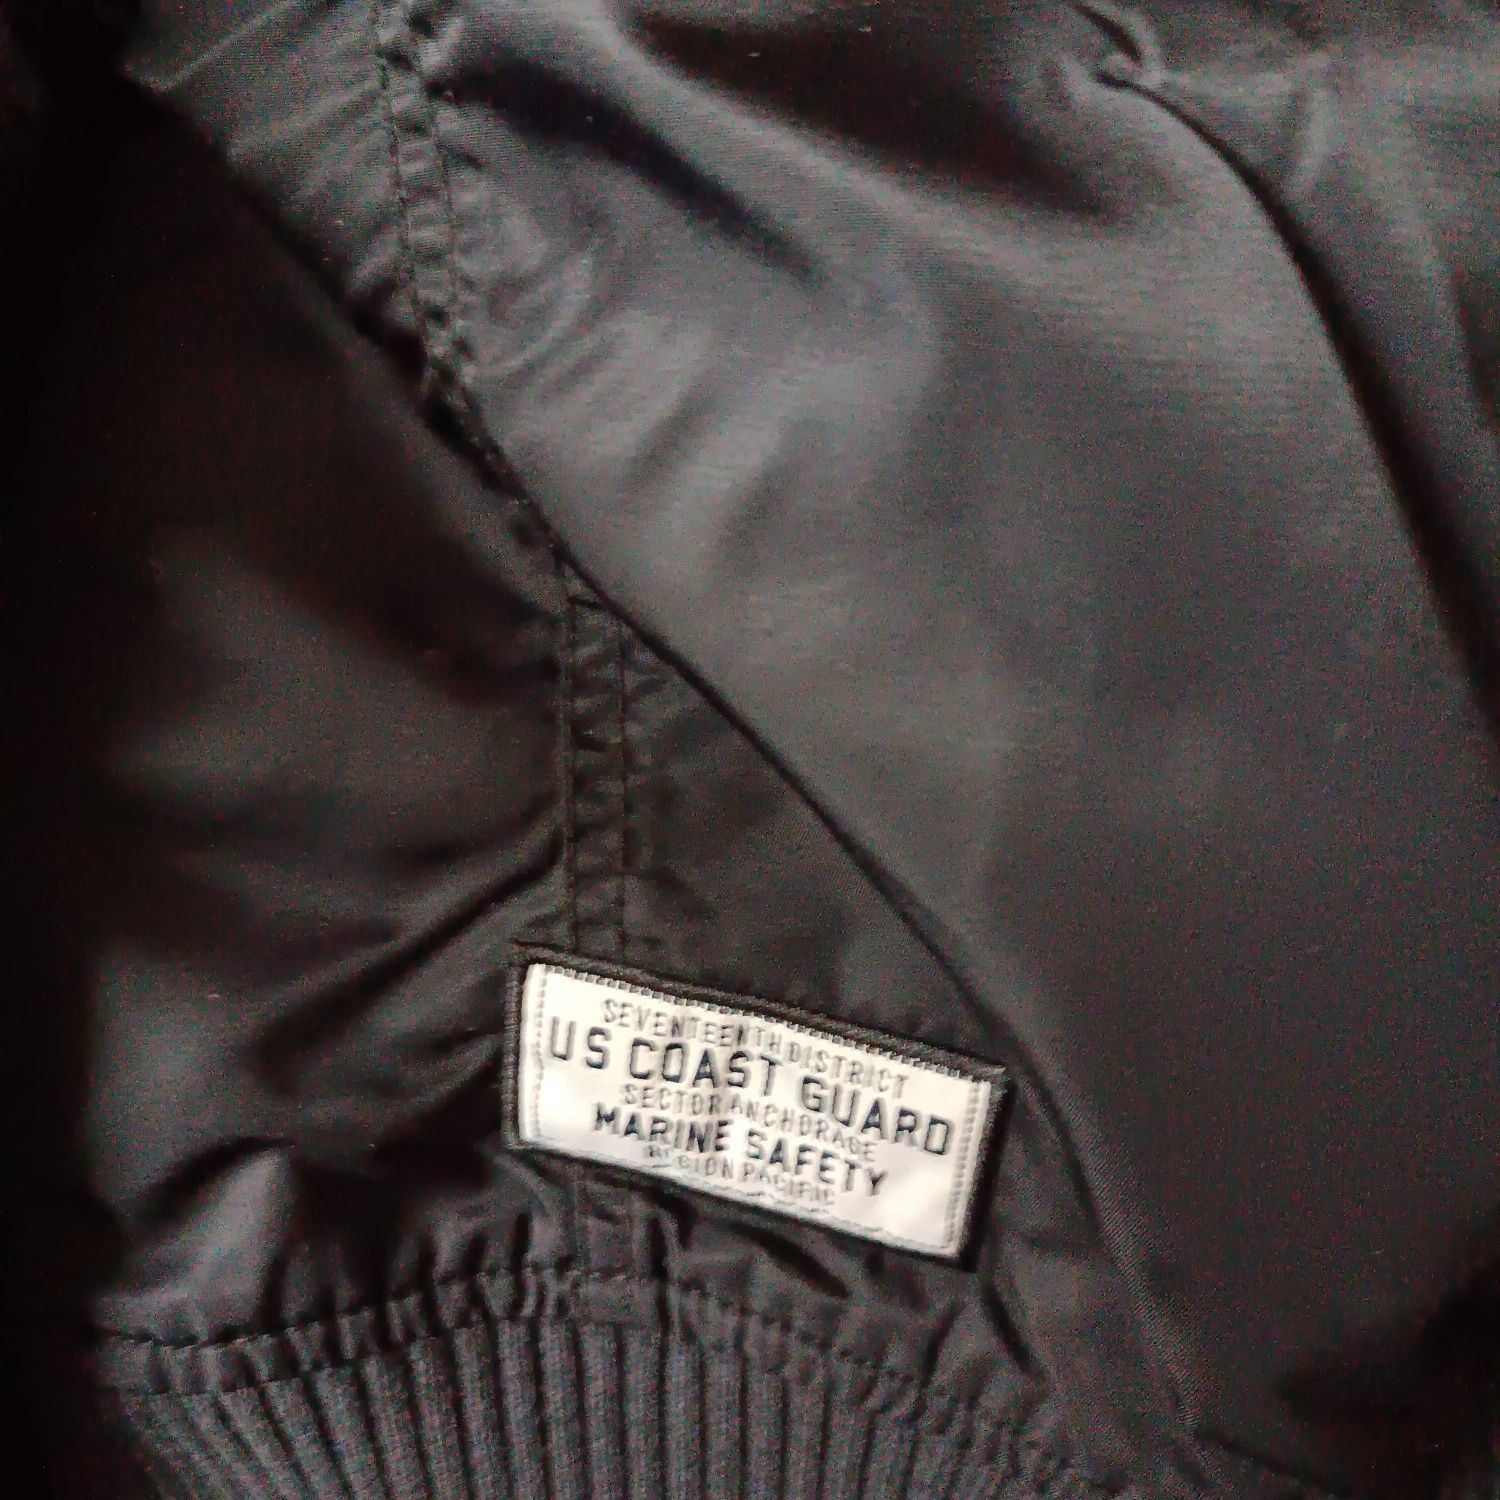 SEVENTEENTH DISTRICT
US COAST GUARD
SECTOR ANCHORAGE
MARINE SAFETY
REGION PACIFIC